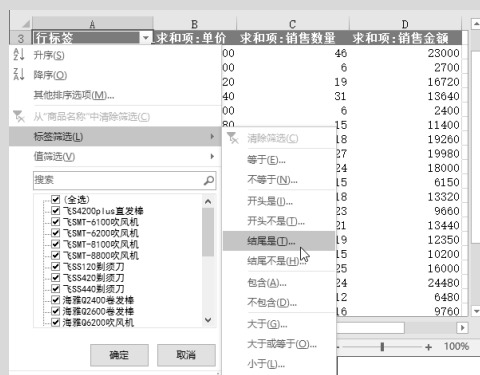 A B C D
3 行标签 求和项:单价 求和项:销售数量 求和项:销售金额
升序(S) 00 46 23000
降序(O) 00 6 2700
20 19 16720
其他排序选项(M)... 40 31 13640
从"商品名称"中清除筛选(C) 00 6 2400
80 15 11400
标签筛选(L) 清除筛选(C) 18 19260
值筛选(V) 等于(E)... 27 19980
24 18000
搜索 不等于(N)... 15 6150
(全选) 开头是(I)... 18 13320
飞S4200plus直发棒 23 9660
飞SMT-6100吹风机 开头不是(T)... 21 13440
飞SMT-6200吹风机 结尾是(T)... 19 12350
飞SMT-8100吹风机 15 10200
飞SMT-8800吹风机 结尾不是(H)... 25 16000
飞SS120剃须刀
飞SS420剃须刀 包含(A)... 24 24480
飞SS440剃须刀 不包含(D)... 12 6480
海雅Q2400卷发棒 16 9760
海雅Q2600卷发棒 大于(G)...
海雅Q6200吹风机
确定 取消 大于或等于(O)... 100%
小于(L)...